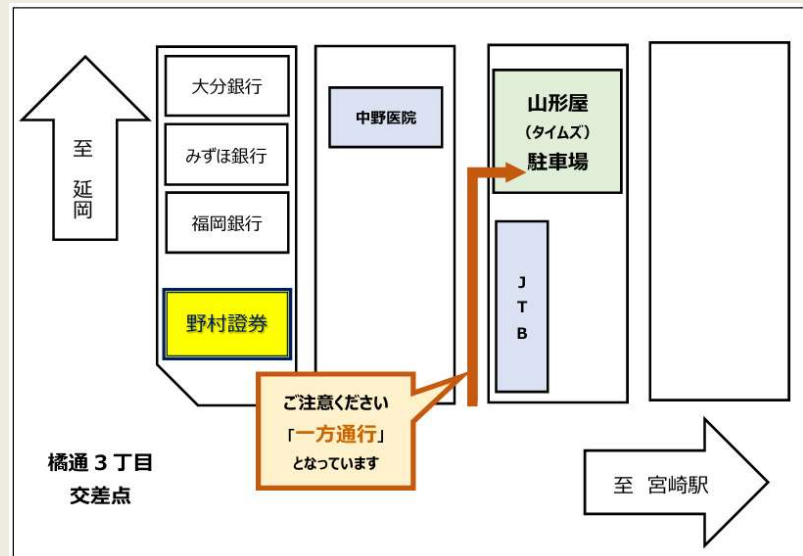 至 延岡
大分銀行
みずほ銀行
福岡銀行
野村證券
中野医院
山形屋
（タイムズ）
駐車場
JTB
ご注意ください
「一方通行」
となっています
橘通３丁目
交差点
至 宮崎駅